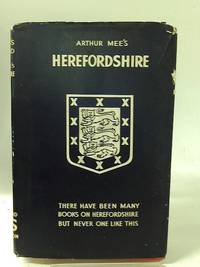 ARTHUR MEE'S
HEREFORDSHIRE
THERE HAVE BEEN MANY
BOOKS ON HEREFORDSHIRE
BUT NEVER ONE LIKE THIS